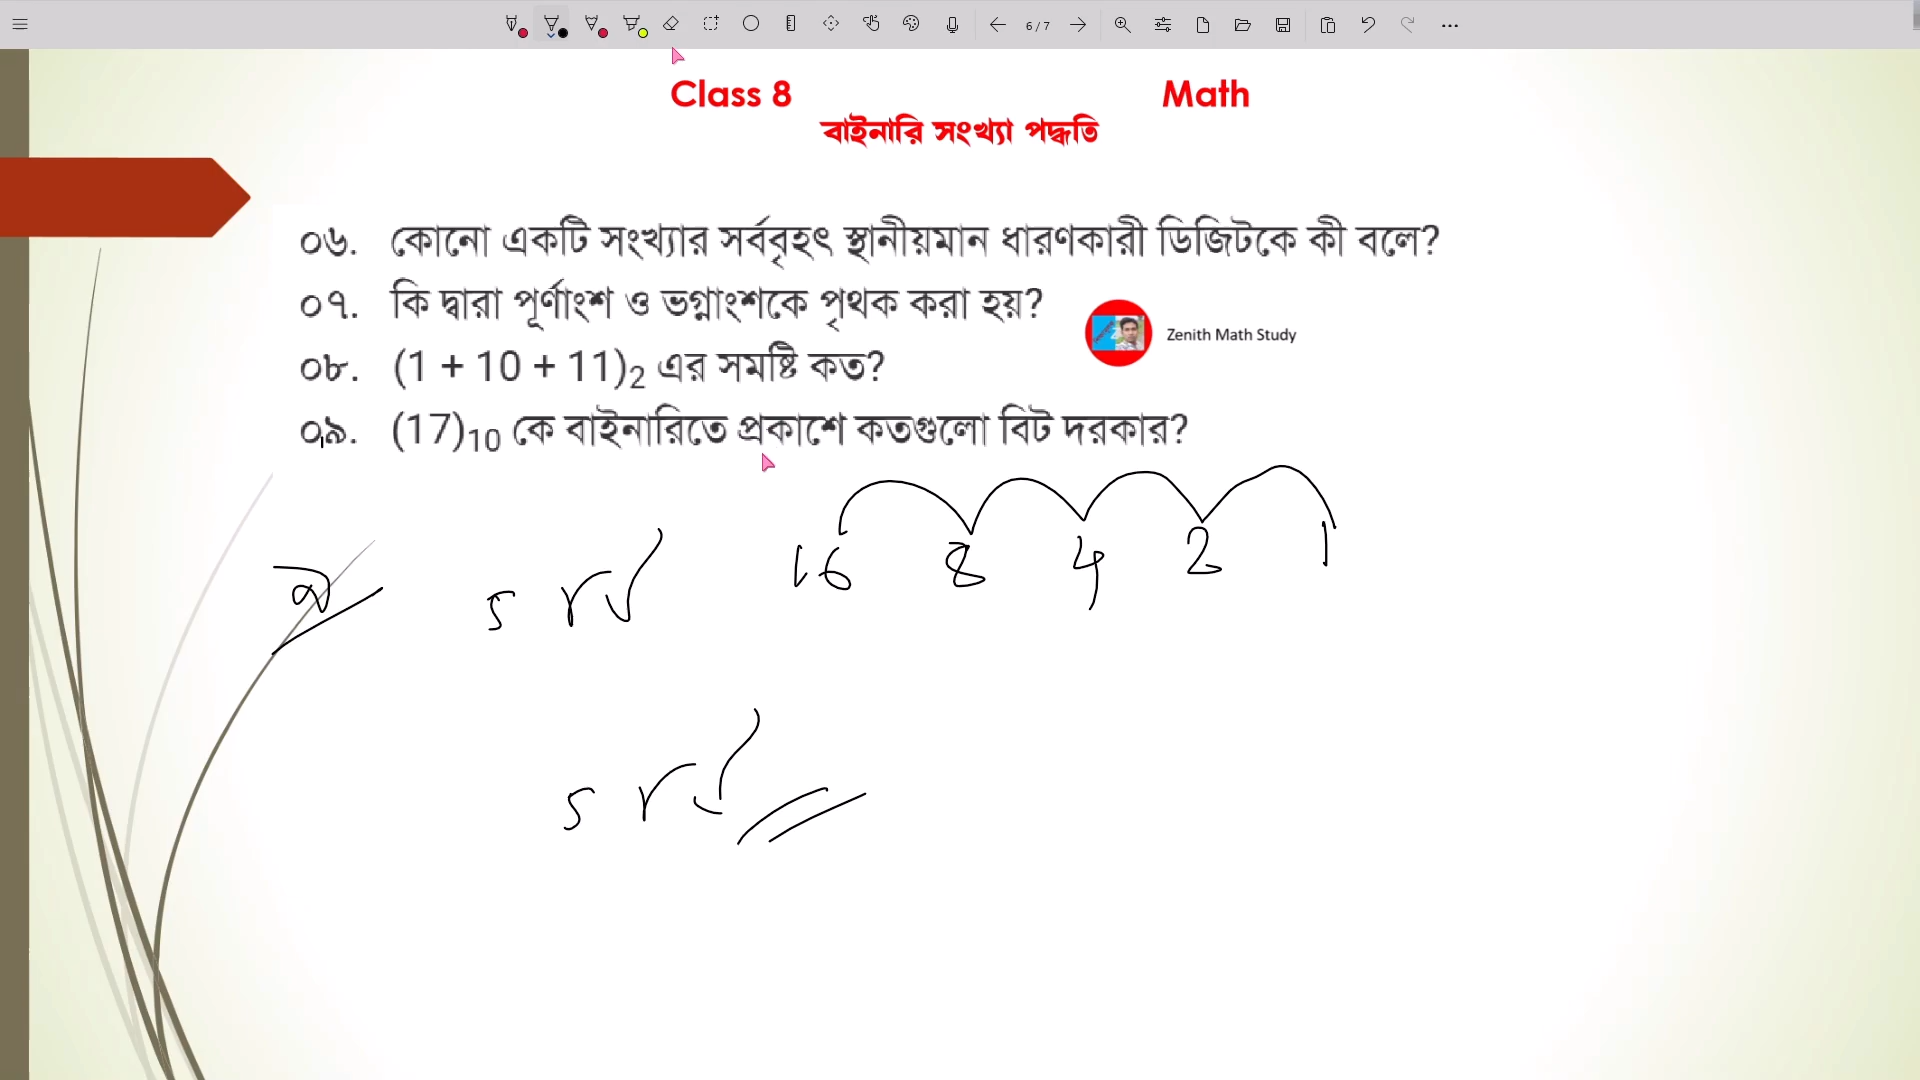 6 / 7
Class 8 Math
বাইনারি সংখ্যা পদ্ধতি
০৬. কোনো একটি সংখ্যার সর্ববৃহৎ স্থানীয়মান ধারণকারী ডিজিটকে কী বলে?
০৭. কি দ্বারা পূর্ণাংশ ও ভগ্নাংশকে পৃথক করা হয়?
Zenith Math Study
০৮. (1 + 10 + 11)₂ এর সমষ্টি কত?
০৯. (17)₁₀ কে বাইনারিতে প্রকাশে কতগুলো বিট দরকার?
16 8 4 2 1